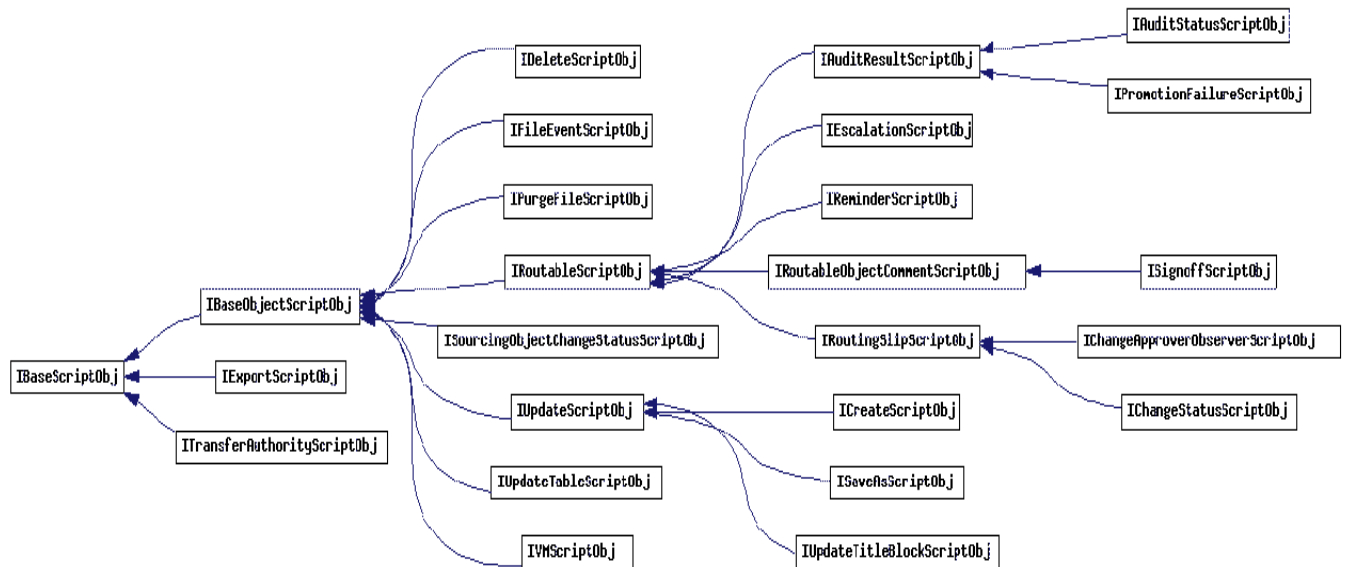 IAuditStatusScriptObj
IDeleteScriptObj
IAuditResultScriptObj
IPromotionFailureScriptObj
IFileEventScriptObj
IEscalationScriptObj
IPurgeFileScriptObj
IReminderScriptObj
IRoutableScriptObj
IRoutableObjectCommentScriptObj
ISignoffScriptObj
IBaseObjectScriptObj
ISourcingObjectChangeStatusScriptObj
IRoutingSlipScriptObj
IChangeApproverObserverScriptObj
IBaseScriptObj
IExportScriptObj
IUpdateScriptObj
ICreateScriptObj
IChangeStatusScriptObj
ITransferAuthorityScriptObj
IUpdateTableScriptObj
ISaveAsScriptObj
IVMScriptObj
IUpdateTitleBlockScriptObj